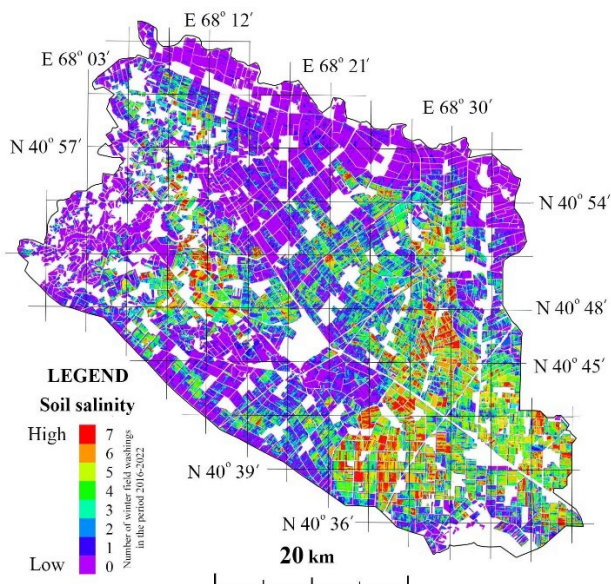 E 68° 12′
E 68° 03′
E 68° 21′
E 68° 30′
N 40° 57′
N 40° 54′
N 40° 48′
N 40° 45′
N 40° 39′
N 40° 36′
LEGEND
Soil salinity
High
7
6
5
4
3
2
1
0
Low
Number of winter field washings
in the period 2016-2022
20 km